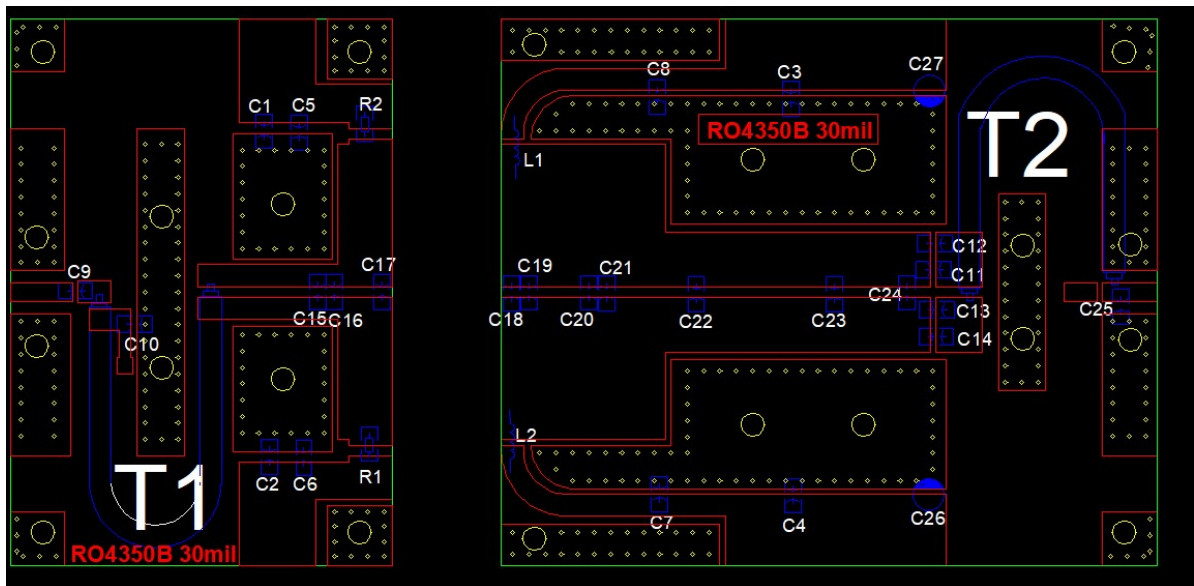 C1 C5 R2
C9
C17
C15 C16
C10
C2 C6 R1
T1
RO4350B 30mil
C8 C3 C27
RO4350B 30mil
T2
L1
C12
C11
C19 C21
C24
C25
C18 C20 C22 C23
C13
C14
L2
C7 C4 C26